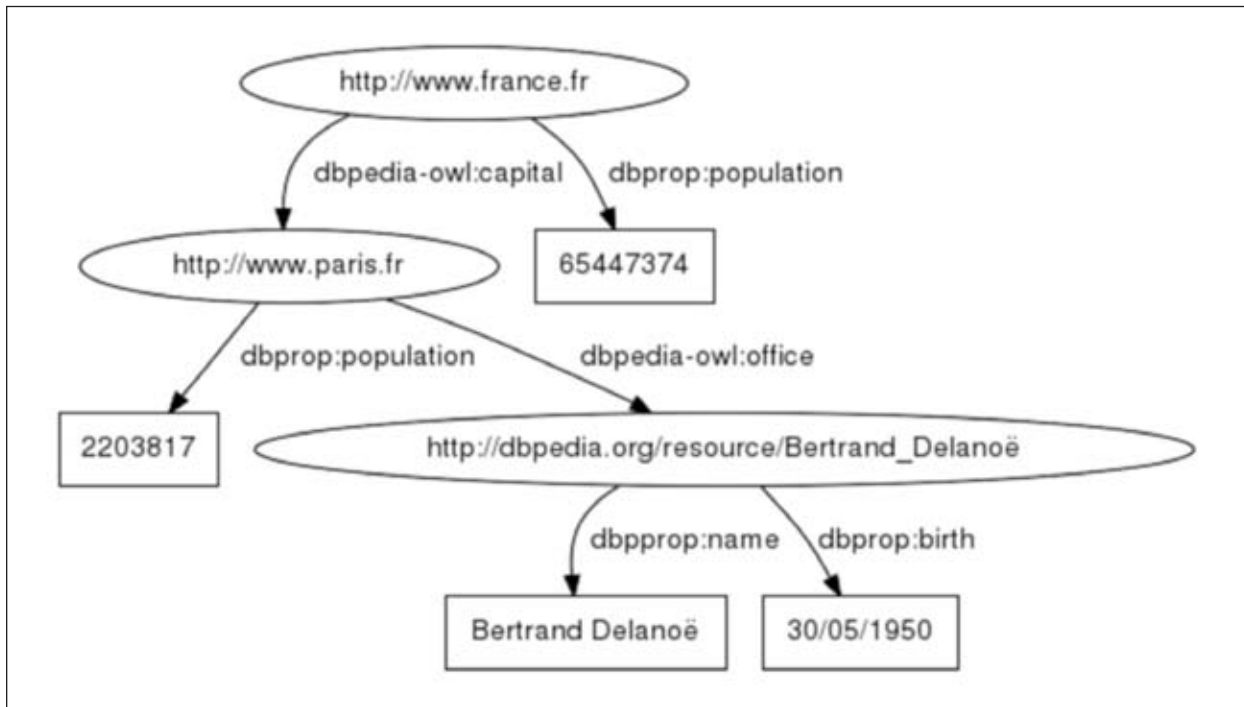 http://www.france.fr
dbpedia-owl:capital
dbprop:population
http://www.paris.fr
65447374
dbprop:population
dbpedia-owl:office
2203817
http://dbpedia.org/resource/Bertrand_Delanoë
dbpprop:name
dbprop:birth
Bertrand Delanoë
30/05/1950